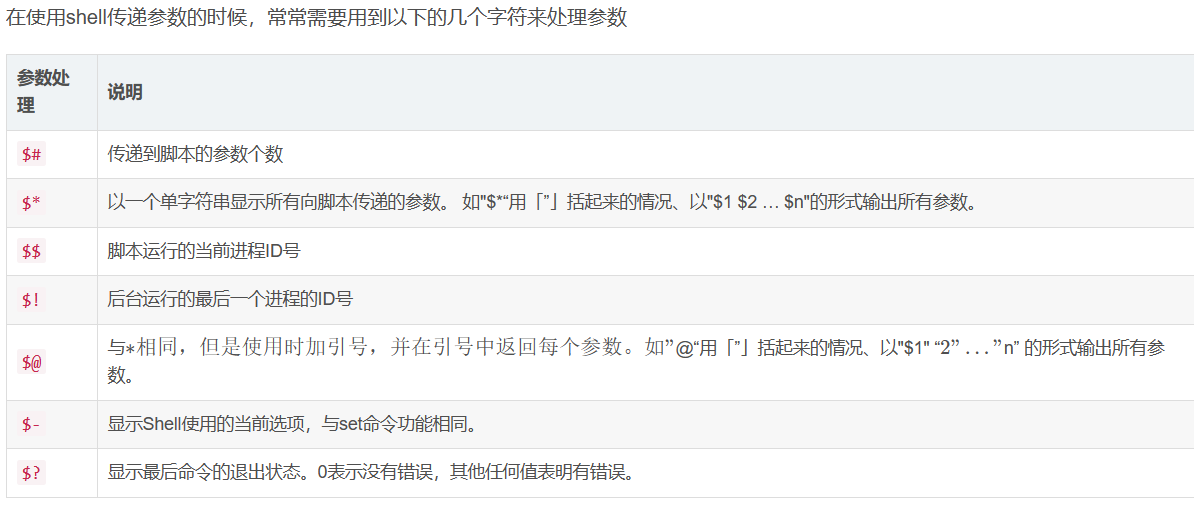 在使用shell传递参数的时候，常常需要用到以下的几个字符来处理参数
参数处
理
说明
$#
传递到脚本的参数个数
$*
以一个单字符串显示所有向脚本传递的参数。 如"$*“用「”」括起来的情况、以"$1 $2 … $n"的形式输出所有参数。
$$
脚本运行的当前进程ID号
$!
后台运行的最后一个进程的ID号
$@
与*相同，但是使用时加引号，并在引号中返回每个参数。如”@“用「”」括起来的情况、以"$1" “2”..."n” 的形式输出所有参
数。
$-
显示Shell使用的当前选项，与set命令功能相同。
$?
显示最后命令的退出状态。0表示没有错误，其他任何值表明有错误。